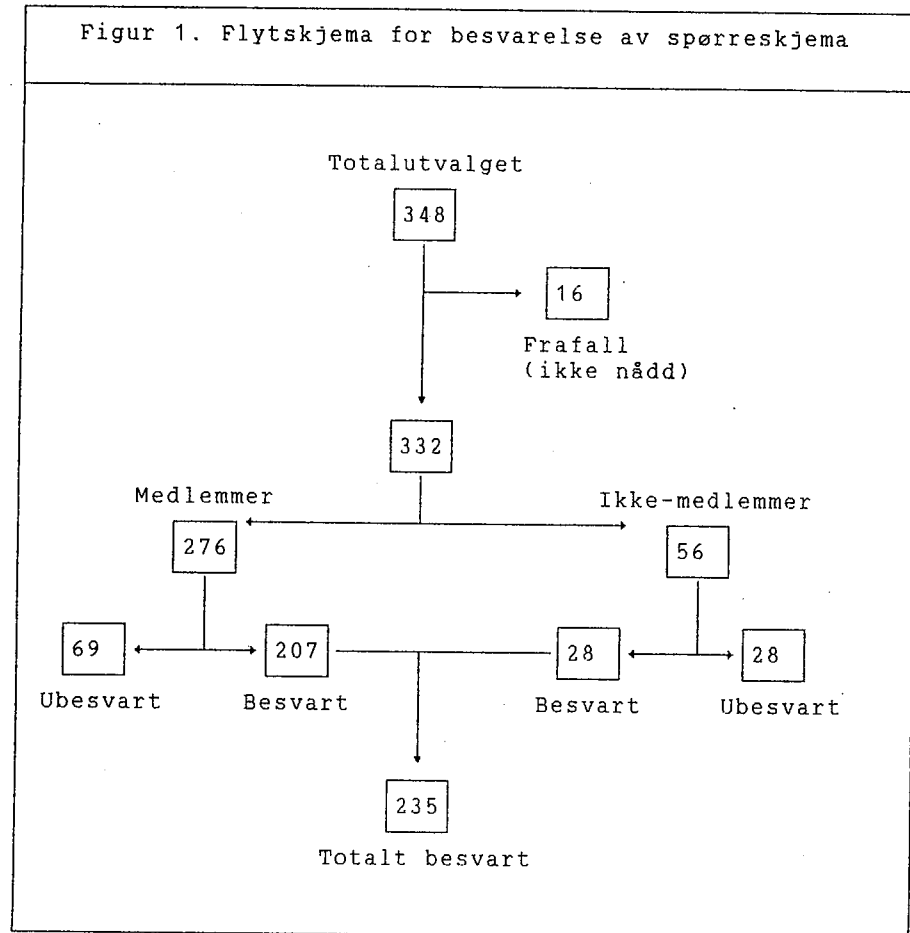 Figur 1. Flytskjema for besvarelse av spørreskjema
Totalutvalget
348
16
Frafall
(ikke nådd)
332
Medlemmer
Ikke-medlemmer
276
56
69
207
28
28
Ubesvart
Besvart
Besvart
Ubesvart
235
Totalt besvart